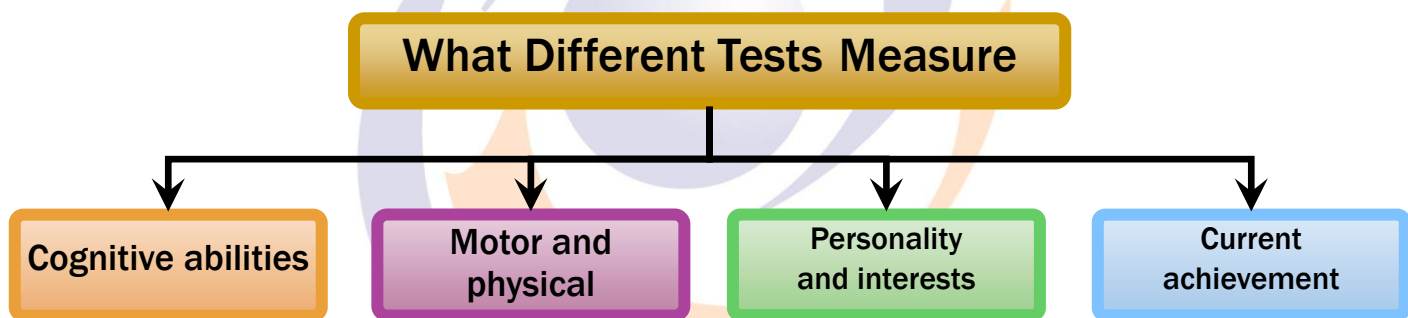 What Different Tests Measure
Cognitive abilities
Motor and
physical
Personality
and interests
Current
achievement